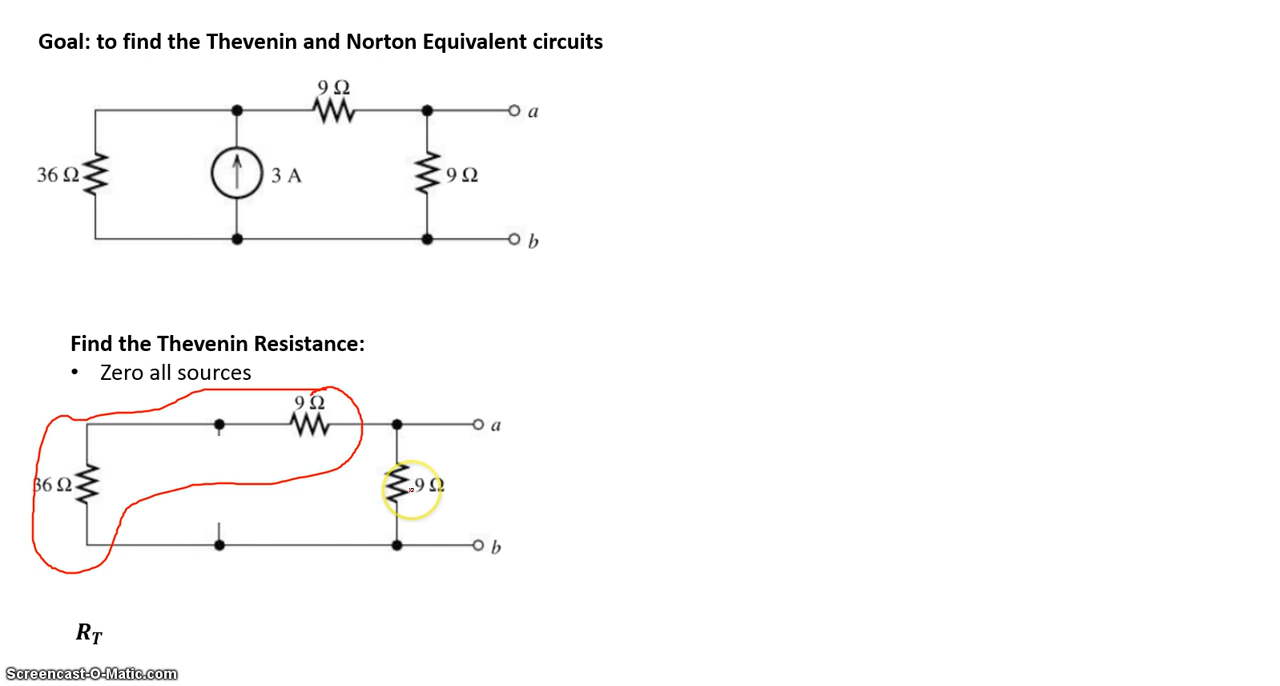 Goal: to find the Thevenin and Norton Equivalent circuits
9 Ω
a
36 Ω
3 A
9 Ω
b
Find the Thevenin Resistance:
• Zero all sources
9 Ω
a
36 Ω
9 Ω
b
R_T
Screencast-O-Matic.com